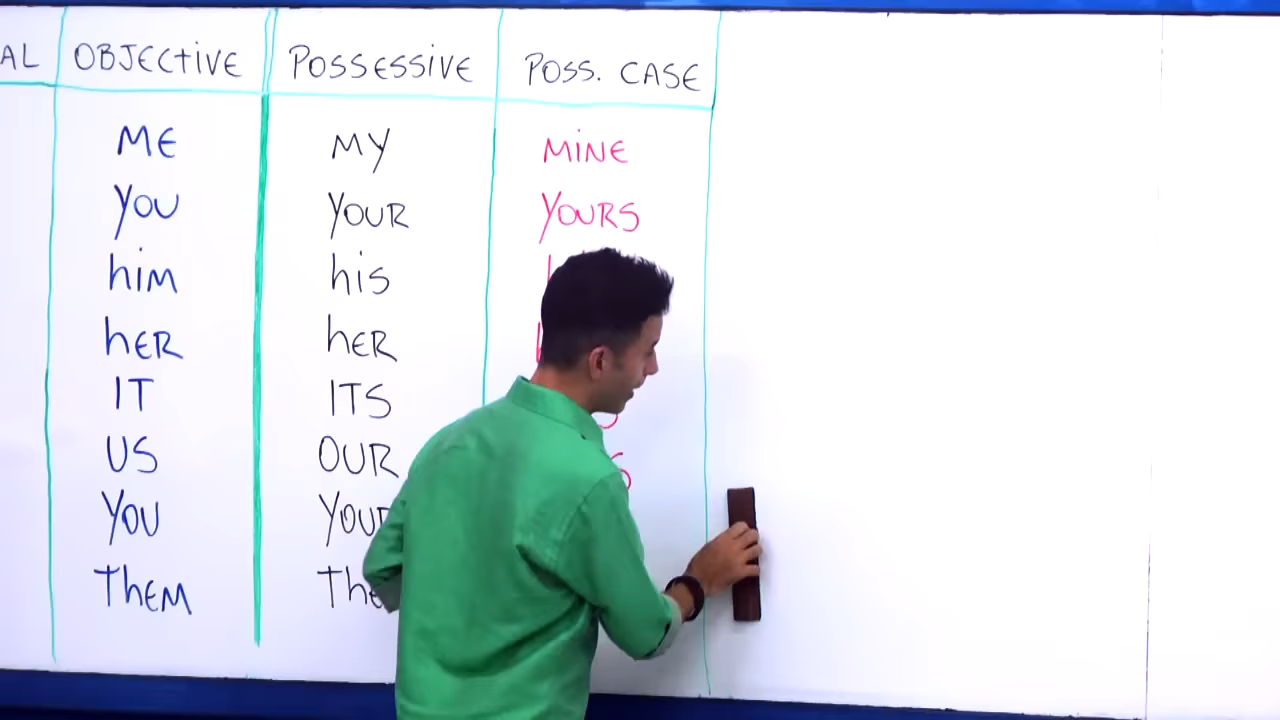 AL OBJECTIVE POSSESSIVE POSS. CASE
ME MY MINE
YOU YOUR YOURS
him his
hER hER
IT ITS
US OUR
YOU
ThEM